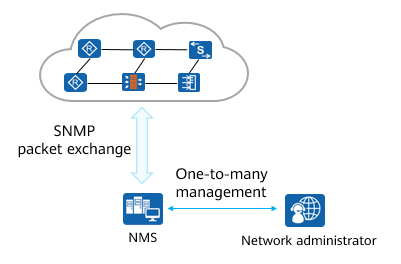 R
R
S
R
SNMP
packet exchange
One-to-many
management
NMS
Network administrator